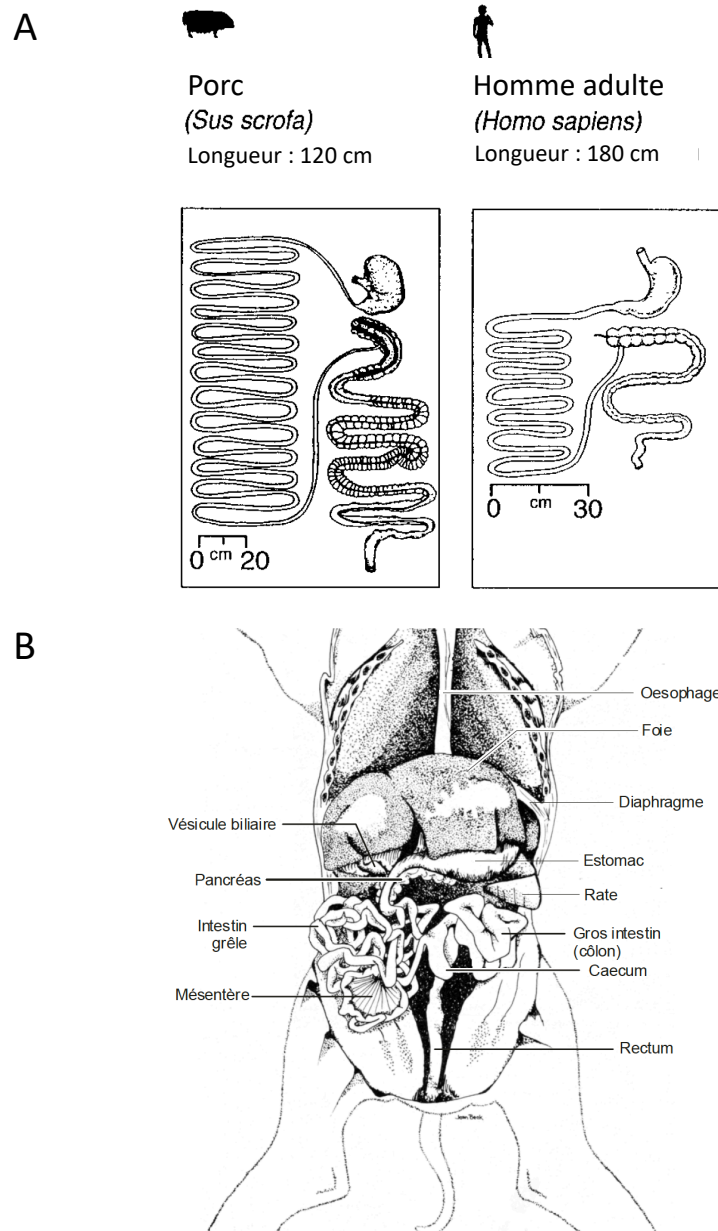 A
Porc
(Sus scrofa)
Longueur : 120 cm
Homme adulte
(Homo sapiens)
Longueur : 180 cm
0 cm 20
0 cm 30
B
Oesophage
Foie
Diaphragme
Vésicule biliaire
Estomac
Pancréas
Rate
Intestin
grêle
Gros intestin
(côlon)
Caecum
Mésentère
Rectum